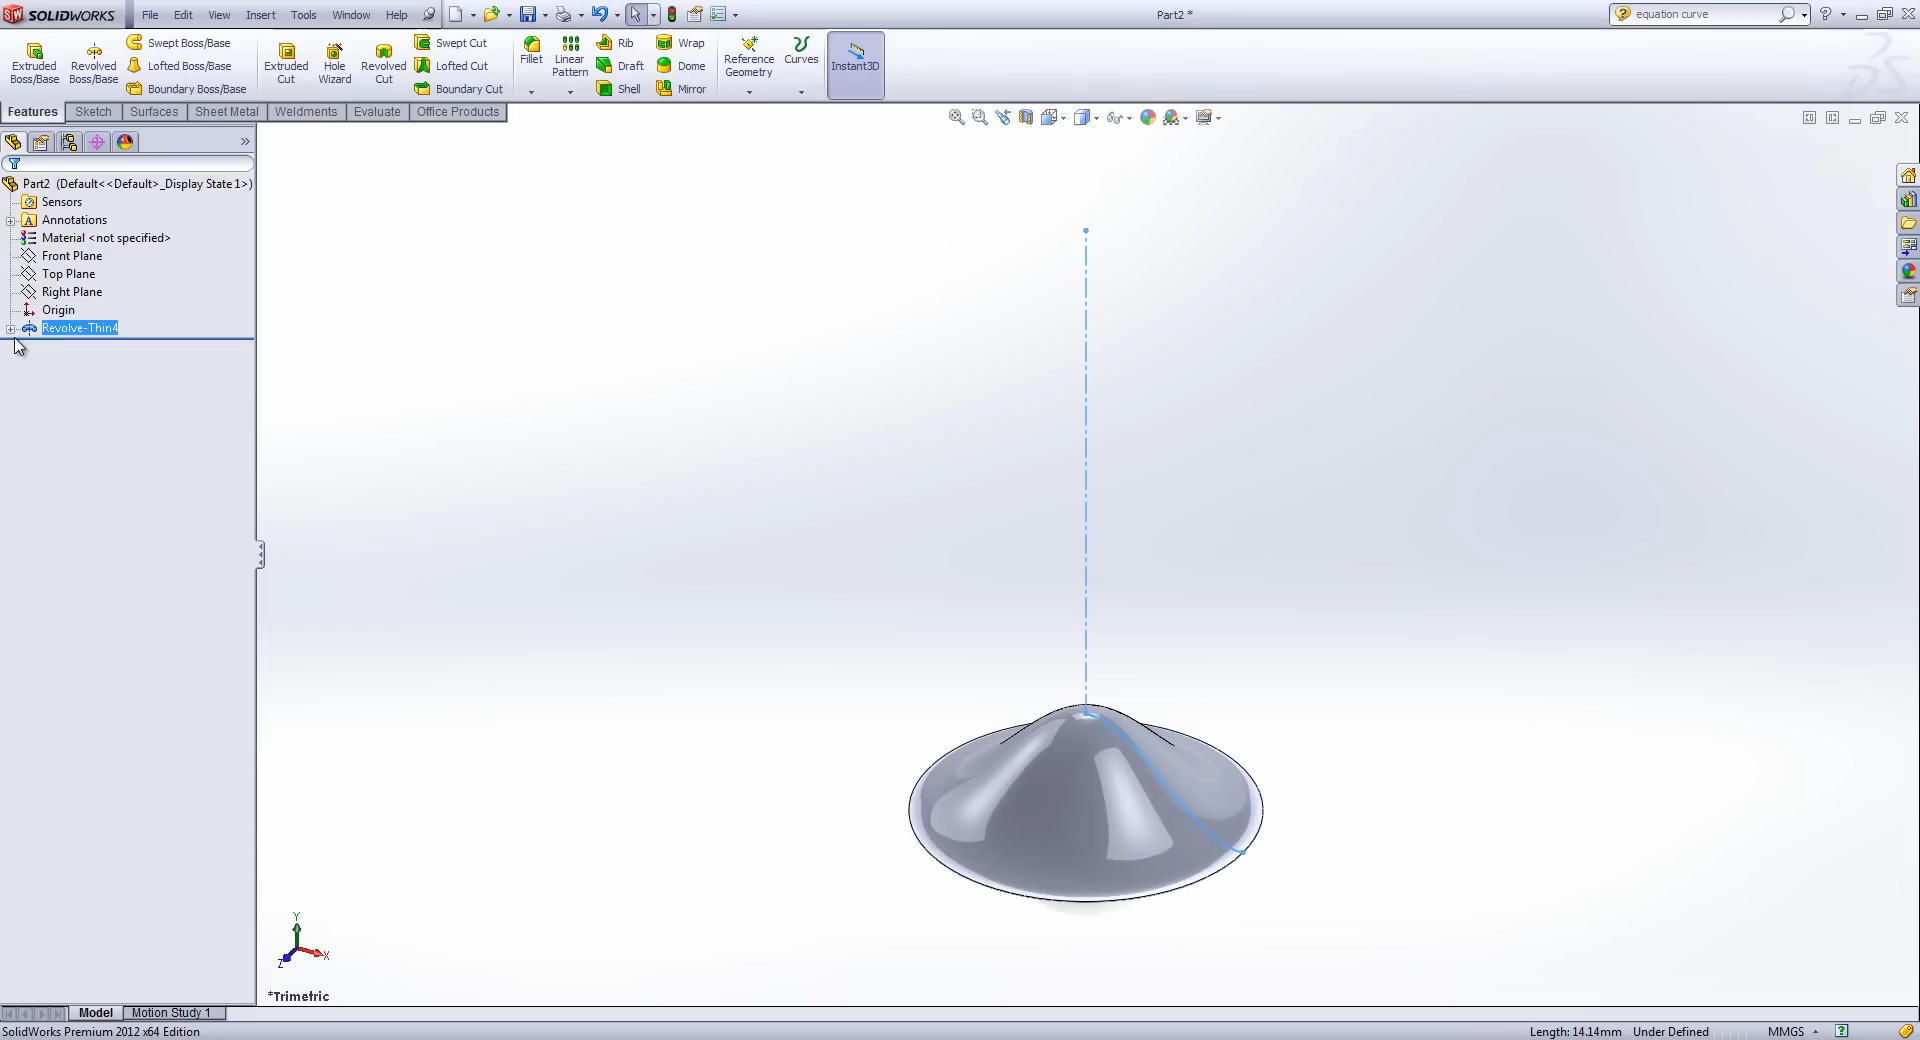 SW SOLIDWORKS File Edit View Insert Tools Window Help Part2 * equation curve
Extruded Boss/Base
Revolved Boss/Base
Swept Boss/Base
Lofted Boss/Base
Boundary Boss/Base
Extruded Cut
Hole Wizard
Revolved Cut
Swept Cut
Lofted Cut
Boundary Cut
Fillet
Linear Pattern
Rib
Draft
Shell
Wrap
Dome
Mirror
Reference Geometry
Curves
Instant3D
Features Sketch Surfaces Sheet Metal Weldments Evaluate Office Products
Part2 (Default<<Default>_Display State 1>)
Sensors
A Annotations
Material <not specified>
Front Plane
Top Plane
Right Plane
Origin
Revolve-Thin4
Y
X
Z
*Trimetric
Model Motion Study 1
SolidWorks Premium 2012 x64 Edition Length: 14.14mm Under Defined MMGS